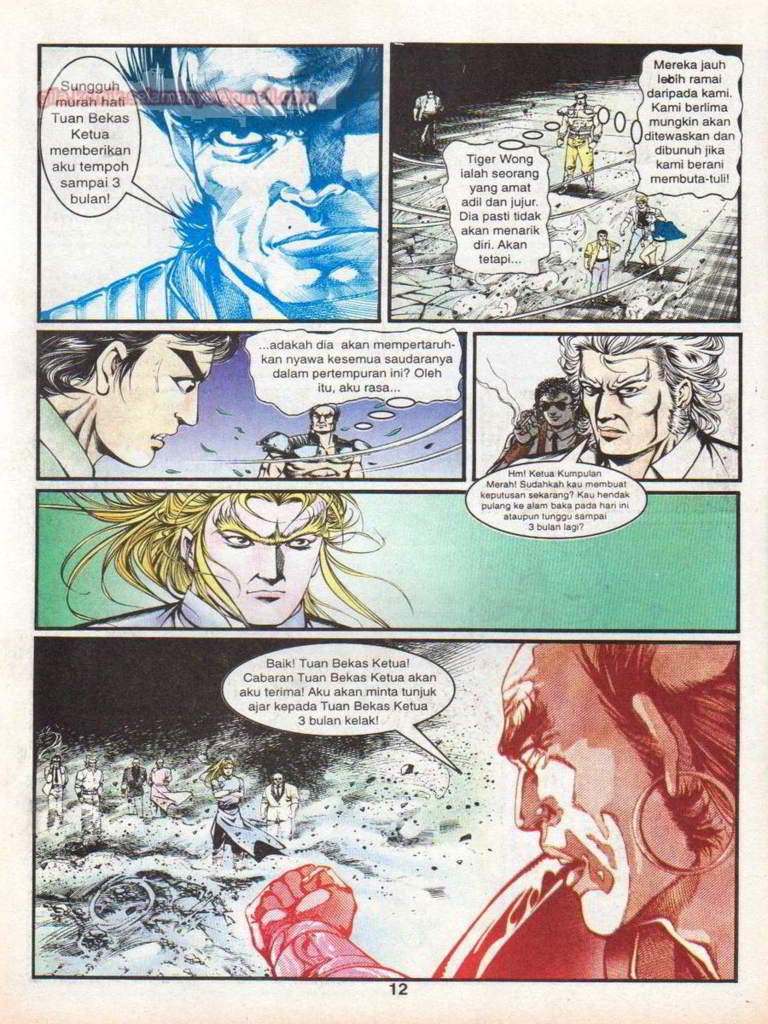 Sungguh
murah hati
Tuan Bekas
Ketua
memberikan
aku tempoh
sampai 3
bulan!
Tiger Wong
ialah seorang
yang amat
adil dan jujur.
Dia pasti tidak
akan menarik
diri. Akan
tetapi...
Mereka jauh
lebih ramai
daripada kami.
Kami berlima
mungkin akan
ditewaskan dan
dibunuh jika
kami berani
membuta-tuli!
...adakah dia akan mempertaruh-
kan nyawa kesemua saudaranya
dalam pertempuran ini? Oleh
itu, aku rasa...
Hm! Ketua Kumpulan
Merah! Sudahkah kau membuat
keputusan sekarang? Kau hendak
pulang ke alam baka pada hari ini
ataupun tunggu sampai
3 bulan lagi?
Baik! Tuan Bekas Ketua!
Cabaran Tuan Bekas Ketua akan
aku terima! Aku akan minta tunjuk
ajar kepada Tuan Bekas Ketua
3 bulan kelak!
12